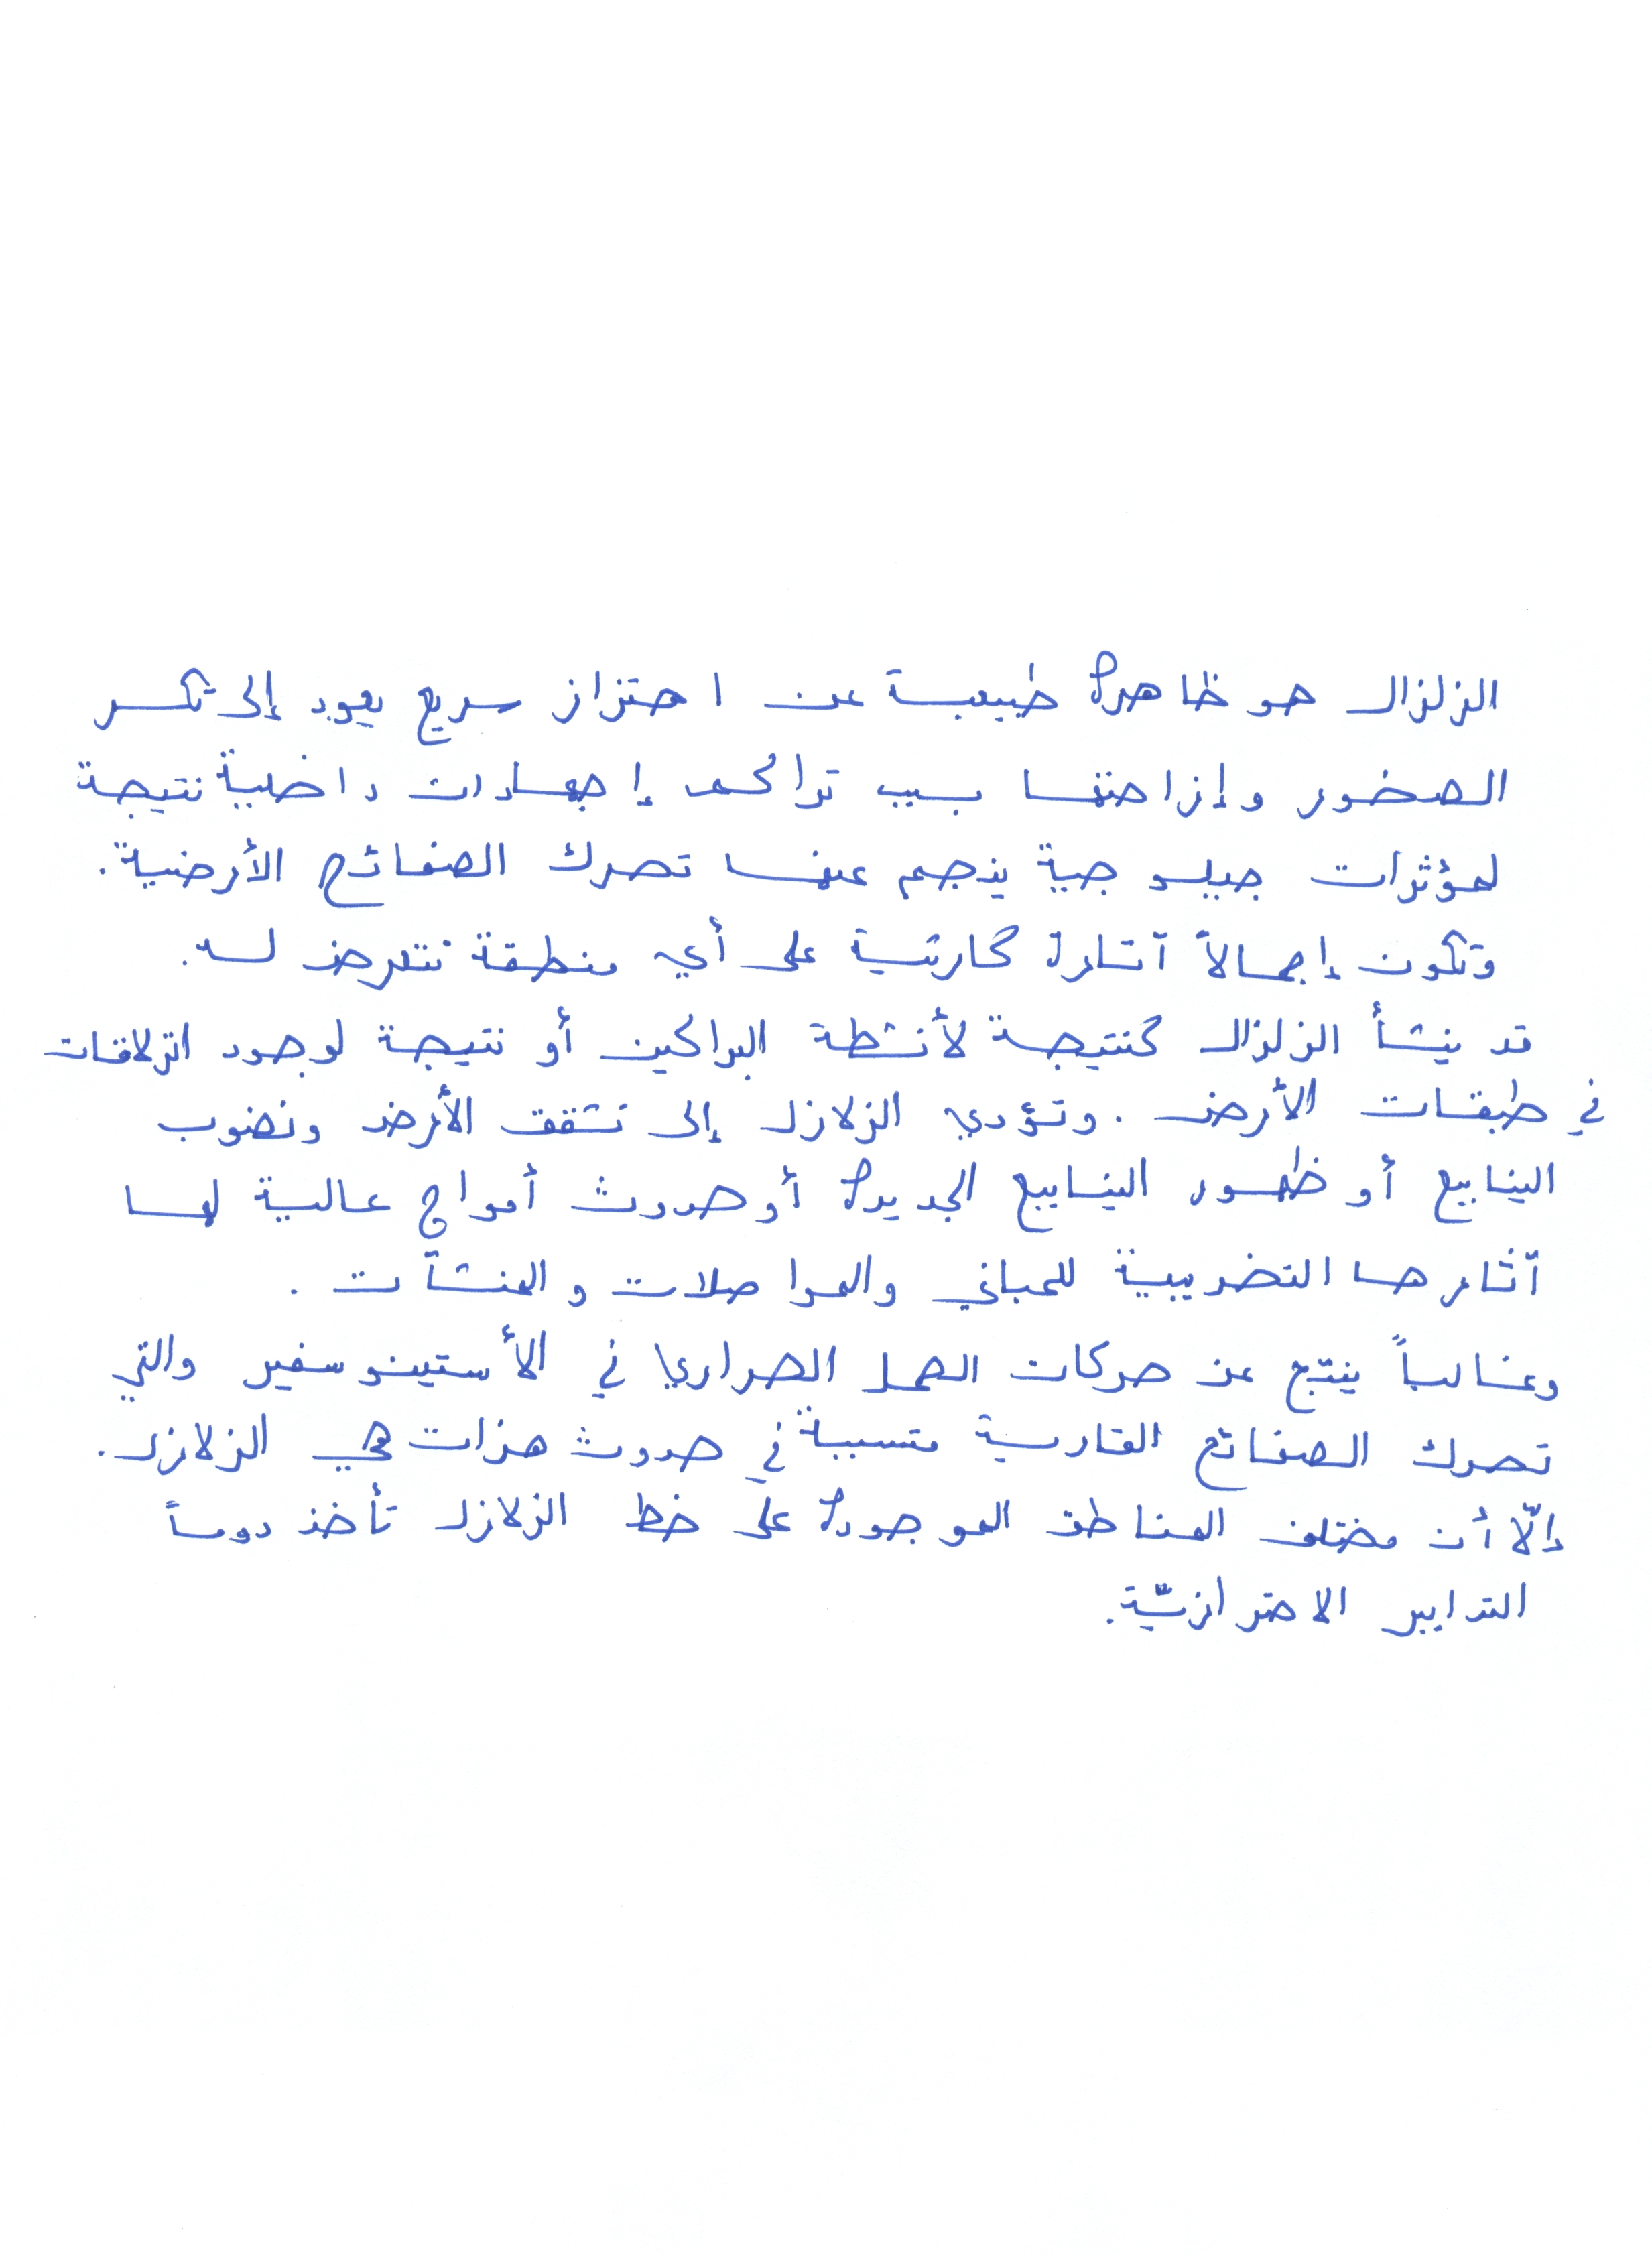 الزلزال هو ظاهرة طبيعية عن اهتزاز سريع يعود إلى تكسر
الصخور وإزاحتها بسبب تراكم إجهادات داخلية نتيجة
لمؤثرات جيلوجية ينجم عنها تحرك الصفائح الأرضية.
وتكون إجمالاً آثاره كارثية على أي منطقة تتعرض له.
قد ينشأ الزلزال كنتيجة لأنشطة البراكين أو نتيجة لوجود انزلاقات
في طبقات الأرض . وتؤدي الزلازل إلى تشقق الأرض ونضوب
الينابيع أو ظهور الينابيع الجديدة أو حدوث أمواج عالية لها
آثارها التخريبية للمباني والمواصلات والمنشآت .
وغالباً ينتج عن حركات الحمل الحراري في الأستينوسفير والتي
تحرك الصفائح القارية متسببة في حدوث هزات هي الزلازل.
إلّا أن مختلف المناطق الموجودة على خط الزلازل تأخذ دوماً
التدابير الاحترازيّة.